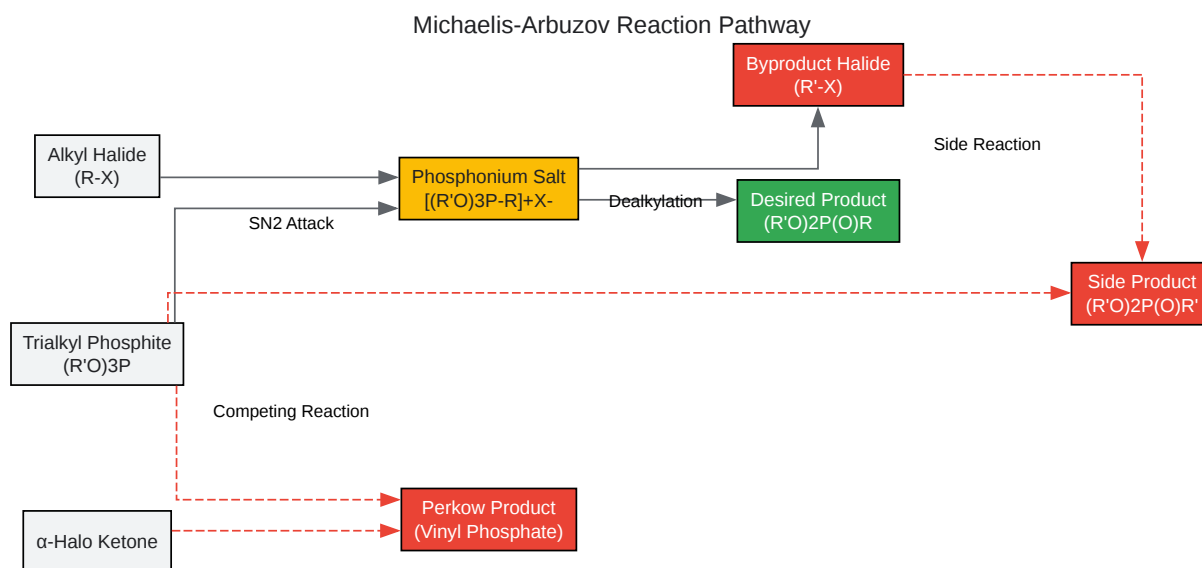 Michaelis-Arbuzov Reaction Pathway
Byproduct Halide
(R'-X)
Side Reaction
Alkyl Halide
(R-X)
Phosphonium Salt
[(R'O)3P-R]+X-
Dealkylation
Desired Product
(R'O)2P(O)R
SN2 Attack
Side Product
(R'O)2P(O)R'
Trialkyl Phosphite
(R'O)3P
Competing Reaction
Perkow Product
(Vinyl Phosphate)
α-Halo Ketone